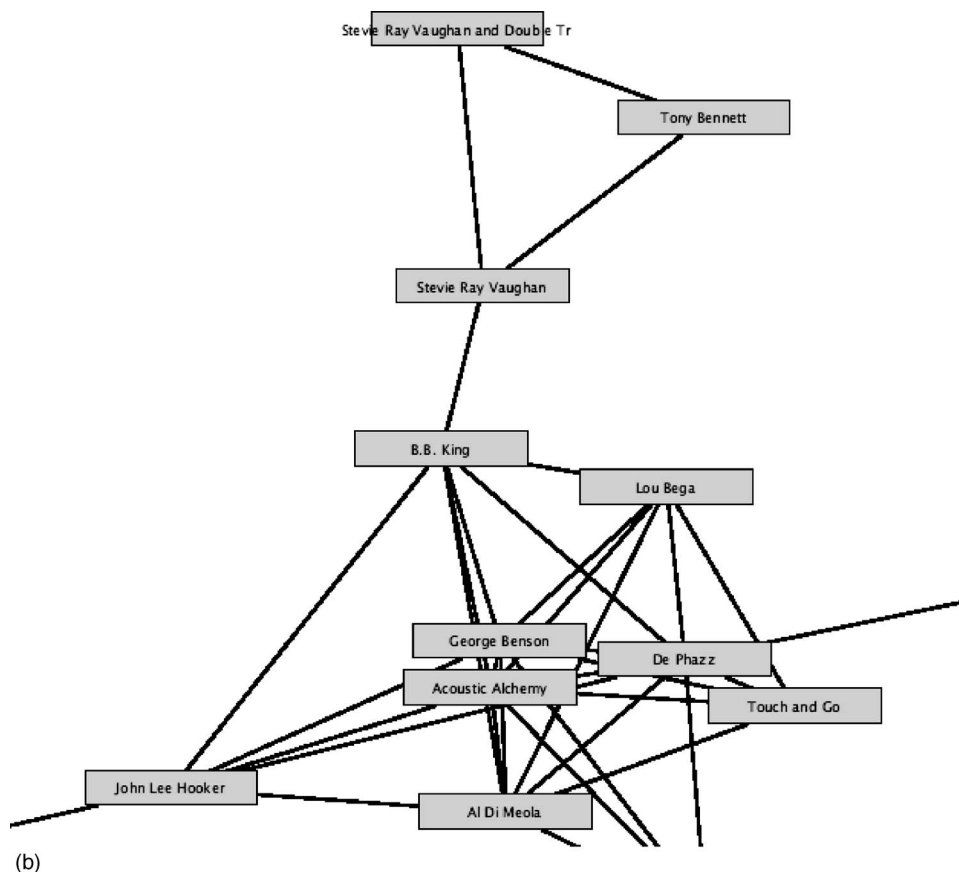 Stevie Ray Vaughan and Double Tr
Tony Bennett
Stevie Ray Vaughan
B.B. King
Lou Bega
George Benson
De Phazz
Acoustic Alchemy
Touch and Go
John Lee Hooker
Al Di Meola
(b)